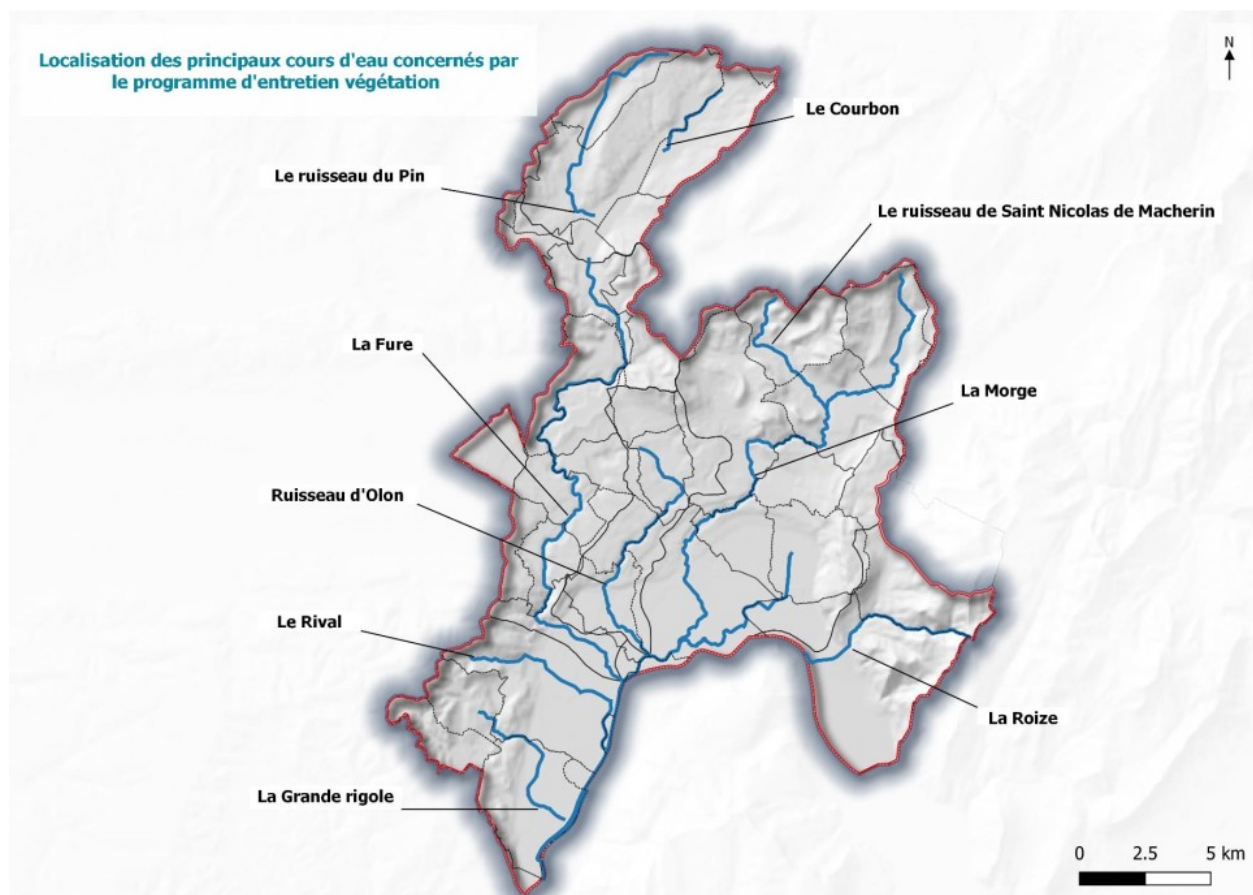 Localisation des principaux cours d'eau concernés par
le programme d'entretien végétation
N
Le Courbon
Le ruisseau du Pin
Le ruisseau de Saint Nicolas de Macherin
La Fure
La Morge
Ruisseau d'Olon
Le Rival
La Roize
La Grande rigole
0 2.5 5 km